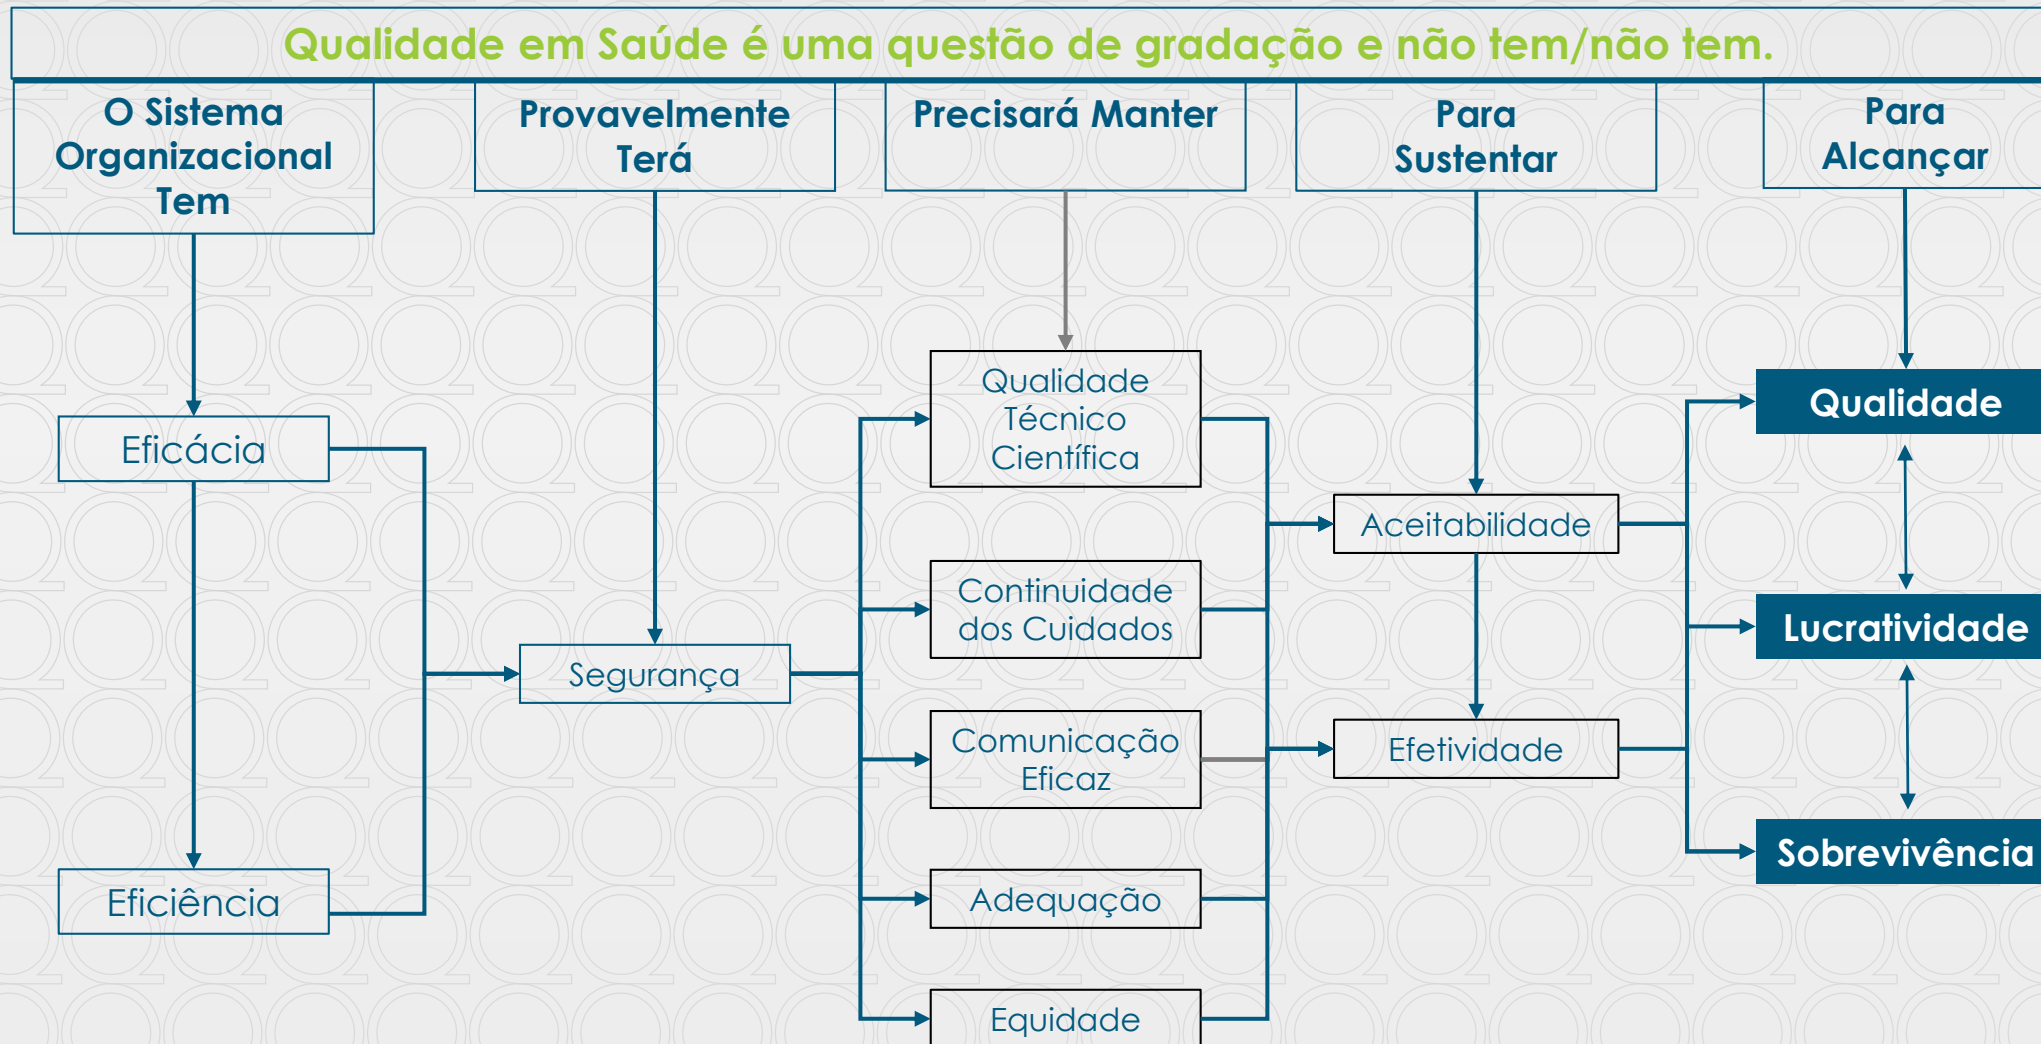 Qualidade em Saúde é uma questão de gradação e não tem/não tem.
O Sistema
Organizacional
Tem
Provavelmente
Terá
Precisará Manter
Para
Sustentar
Para
Alcançar
Eficácia
Eficiência
Segurança
Qualidade
Técnico
Científica
Continuidade
dos Cuidados
Comunicação
Eficaz
Adequação
Equidade
Aceitabilidade
Efetividade
Qualidade
Lucratividade
Sobrevivência